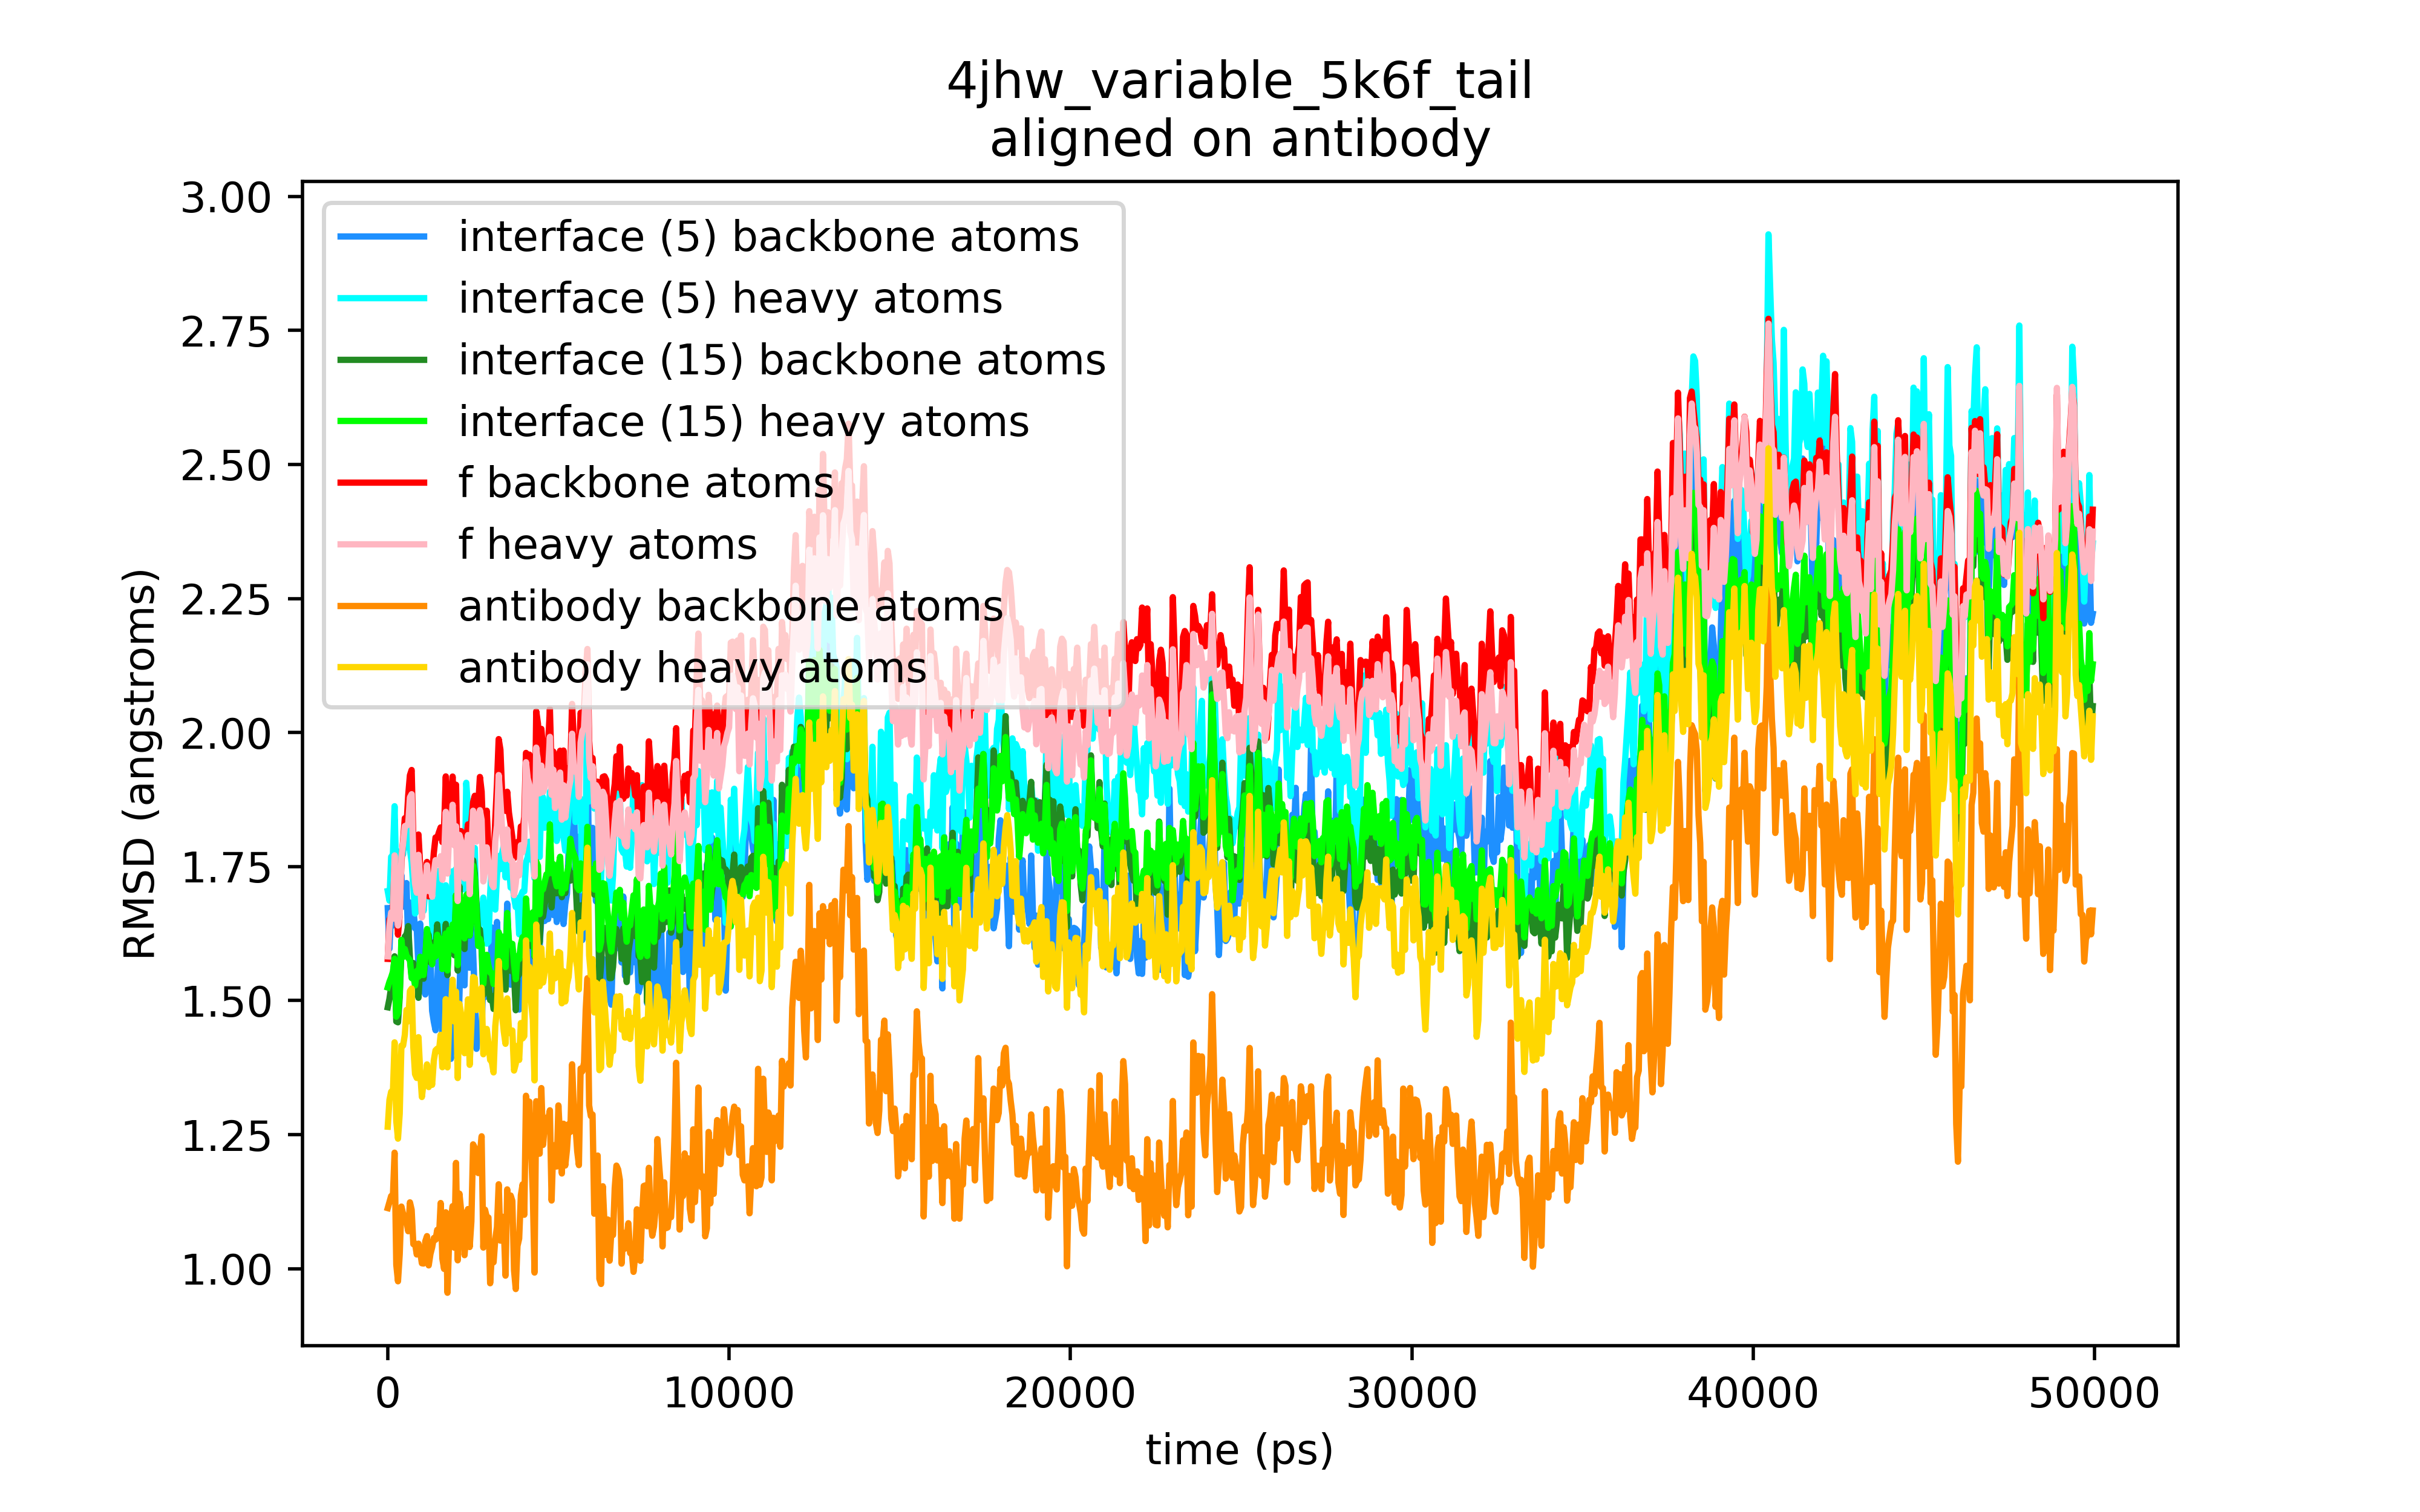 4jhw_variable_5k6f_tail
aligned on antibody
3.00
2.75
2.50
2.25
2.00
1.75
1.50
1.25
1.00
RMSD (angstroms)
interface (5) backbone atoms
interface (5) heavy atoms
interface (15) backbone atoms
interface (15) heavy atoms
f backbone atoms
f heavy atoms
antibody backbone atoms
antibody heavy atoms
0
10000
20000
30000
40000
50000
time (ps)